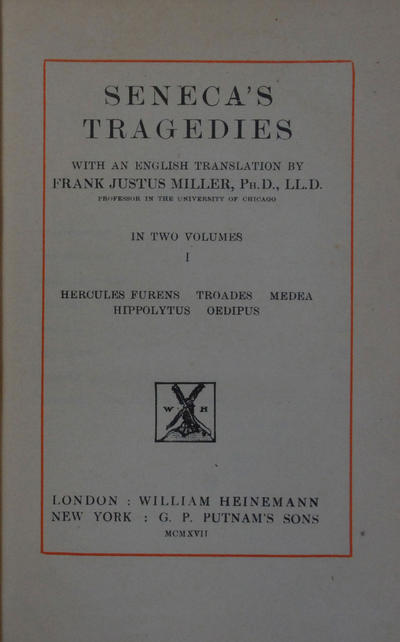 SENECA'S
TRAGEDIES
WITH AN ENGLISH TRANSLATION BY
FRANK JUSTUS MILLER, PH.D., LL.D.
PROFESSOR IN THE UNIVERSITY OF CHICAGO
IN TWO VOLUMES
I
HERCULES FURENS TROADES MEDEA
HIPPOLYTUS OEDIPUS
W H
LONDON : WILLIAM HEINEMANN
NEW YORK : G. P. PUTNAM'S SONS
MCMXVII